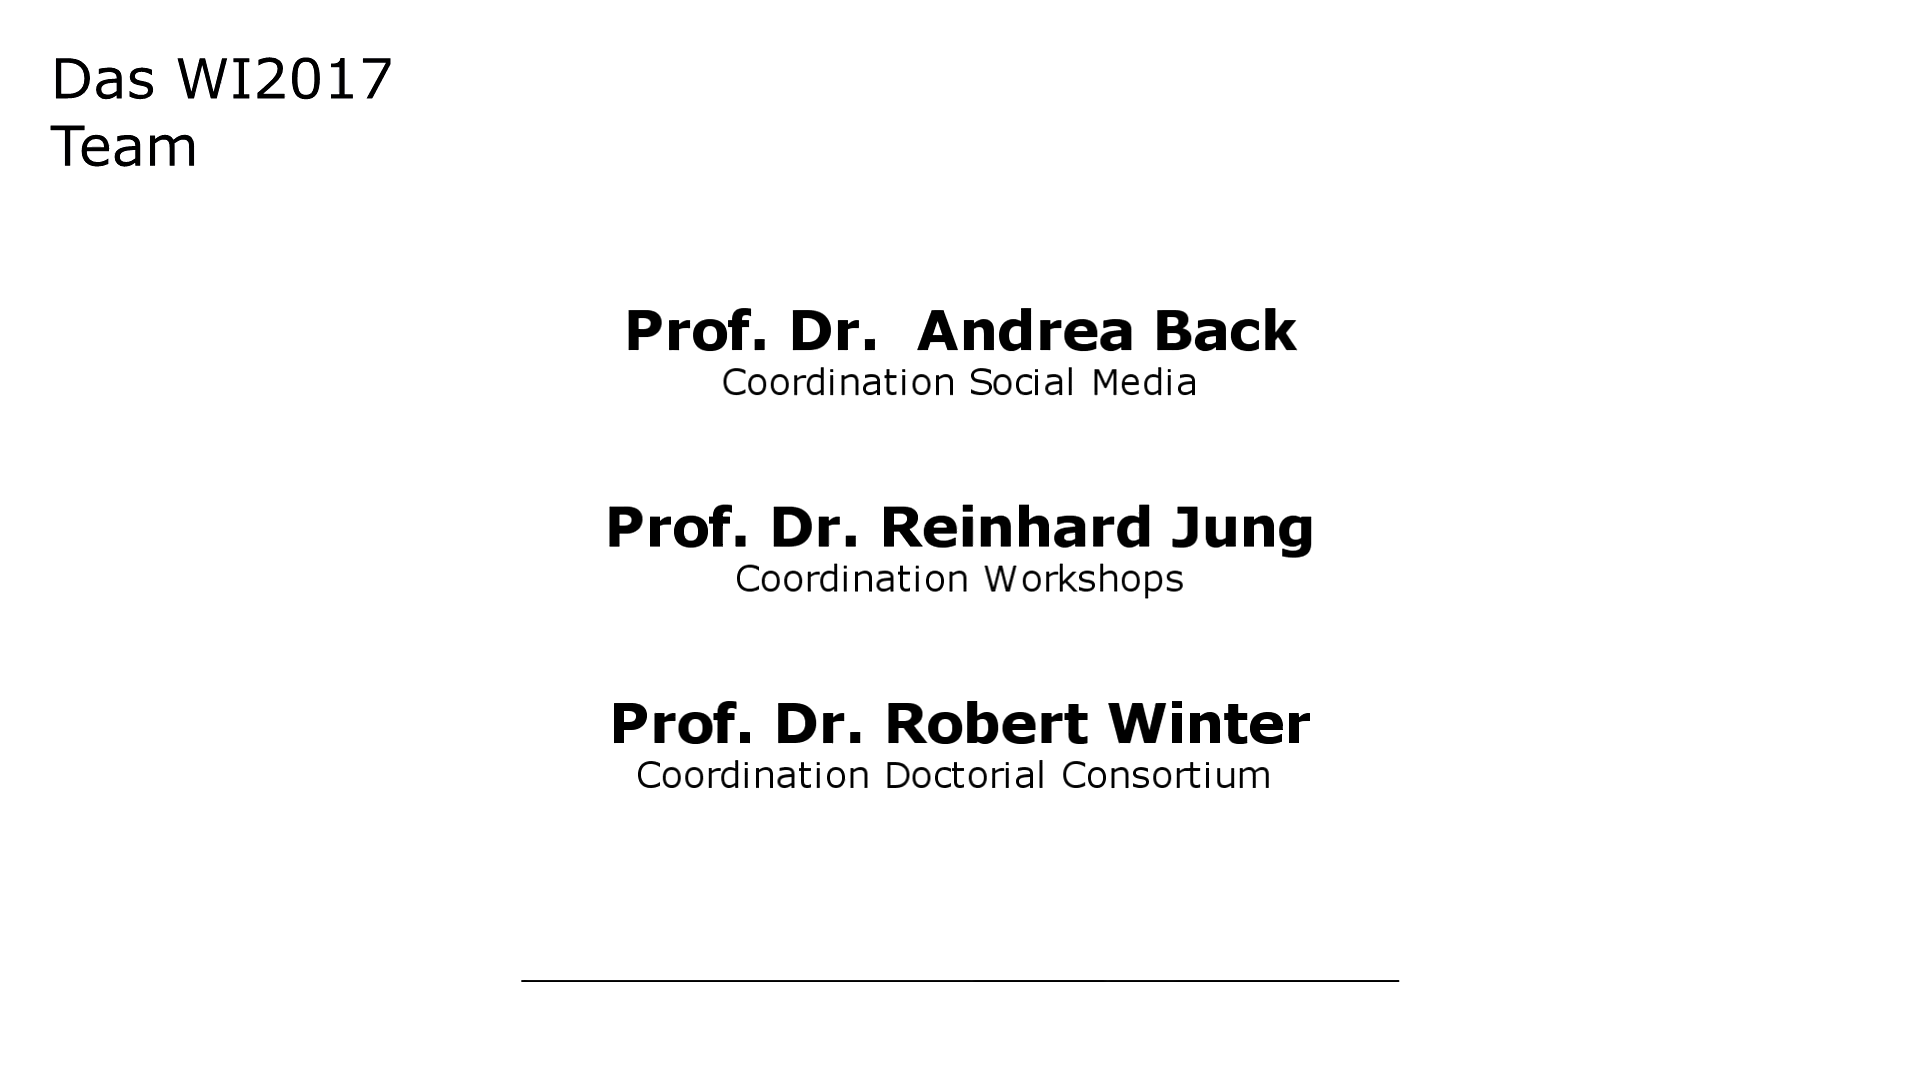 Das WI2017
Team
Prof. Dr.  Andrea Back
Coordination Social Media
Prof. Dr. Reinhard Jung
Coordination Workshops
Prof. Dr. Robert Winter
Coordination Doctorial Consortium